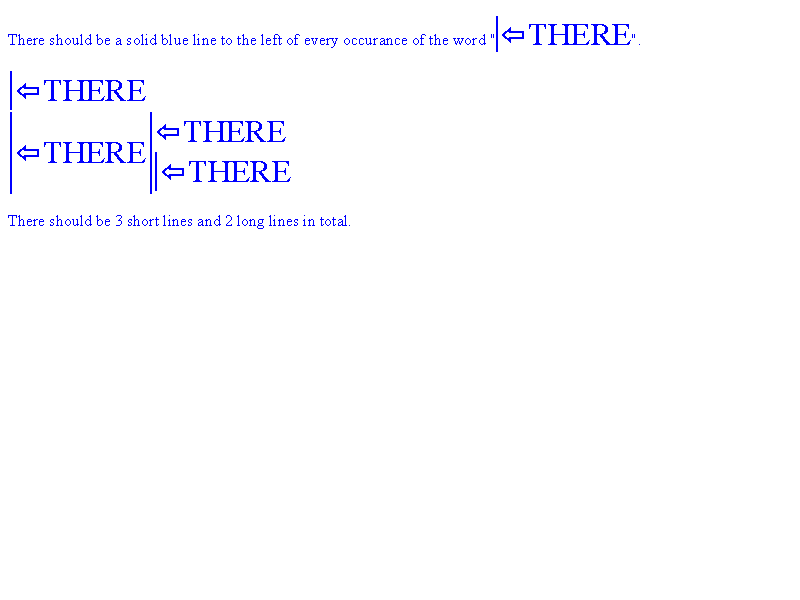 There should be a solid blue line to the left of every occurance of the word "⇦THERE".
⇦THERE
⇦THERE
⇦THERE
⇦THERE
There should be 3 short lines and 2 long lines in total.